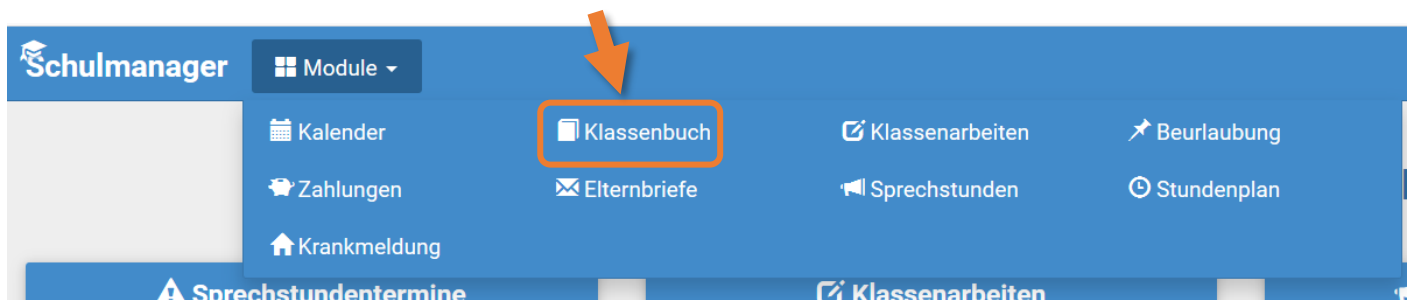 Schulmanager Module
Kalender Klassenbuch Klassenarbeiten Beurlaubung
Zahlungen Elternbriefe Sprechstunden Stundenplan
Krankmeldung
Sprechstundentermine Klassenarbeiten